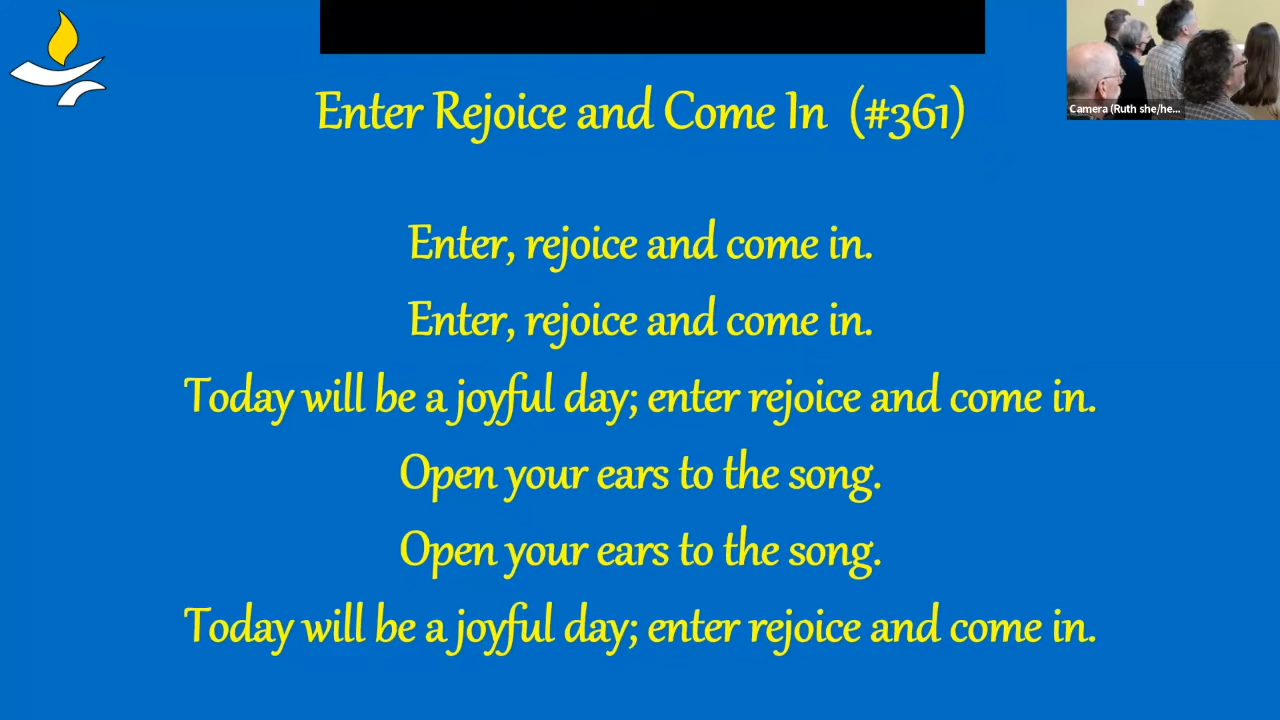 Enter Rejoice and Come In (#361)
Camera (Ruth she/he...
Enter, rejoice and come in.
Enter, rejoice and come in.
Today will be a joyful day; enter rejoice and come in.
Open your ears to the song.
Open your ears to the song.
Today will be a joyful day; enter rejoice and come in.